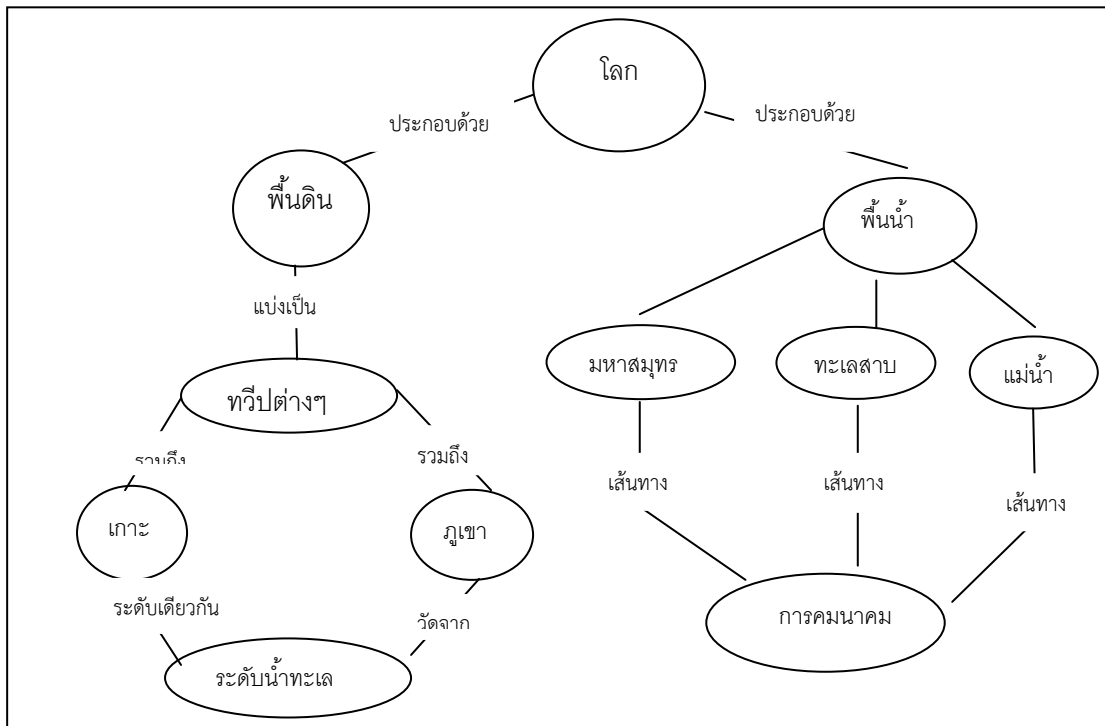 โลก
ประกอบด้วย
ประกอบด้วย
พื้นดิน
พื้นน้ำ
แบ่งเป็น
มหาสมุทร
ทะเลสาบ
แม่น้ำ
ทวีปต่างๆ
รวมถึง
รวมถึง
เส้นทาง
เส้นทาง
เส้นทาง
เกาะ
ภูเขา
ระดับเดียวกัน
วัดจาก
การคมนาคม
ระดับน้ำทะเล